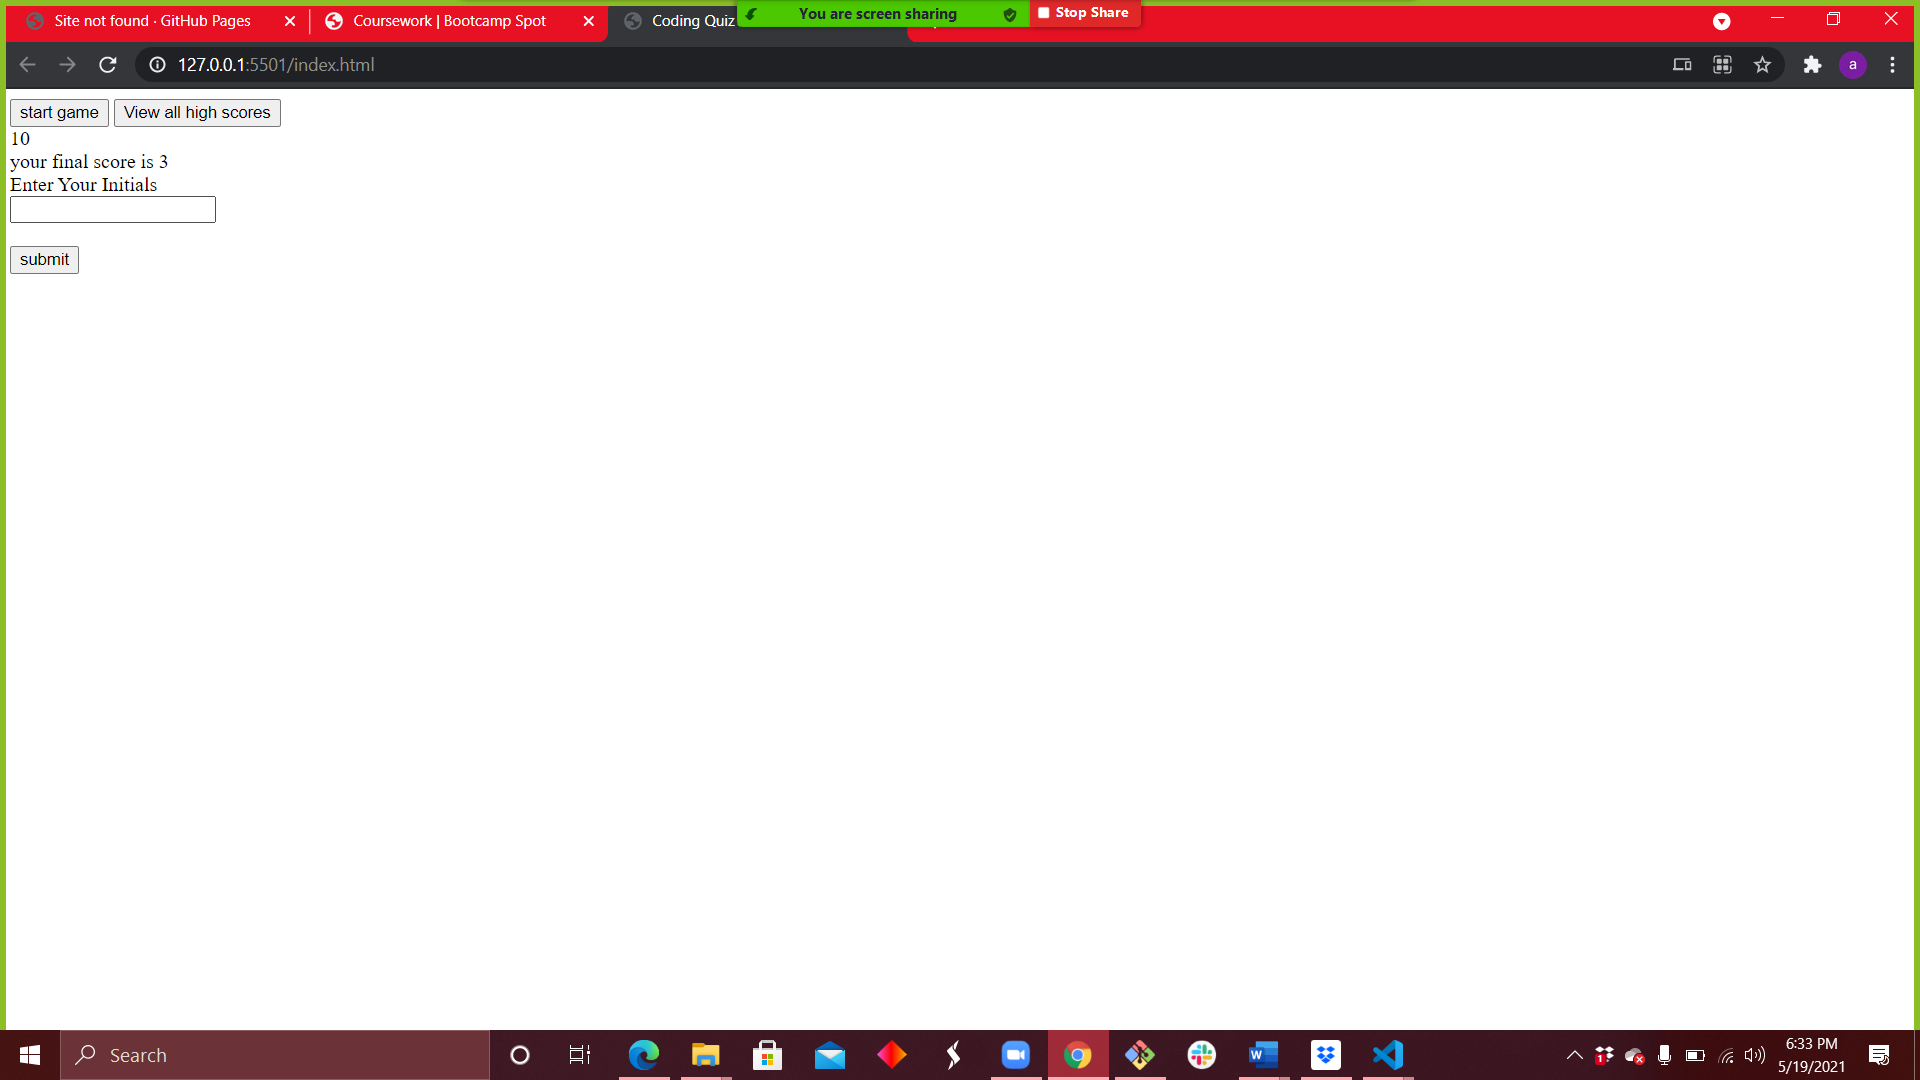 Site not found · GitHub Pages
Coursework | Bootcamp Spot
Coding Quiz
You are screen sharing
Stop Share
127.0.0.1:5501/index.html
a
start game View all high scores
10
your final score is 3
Enter Your Initials
submit
Search
W
1
6:33 PM
5/19/2021